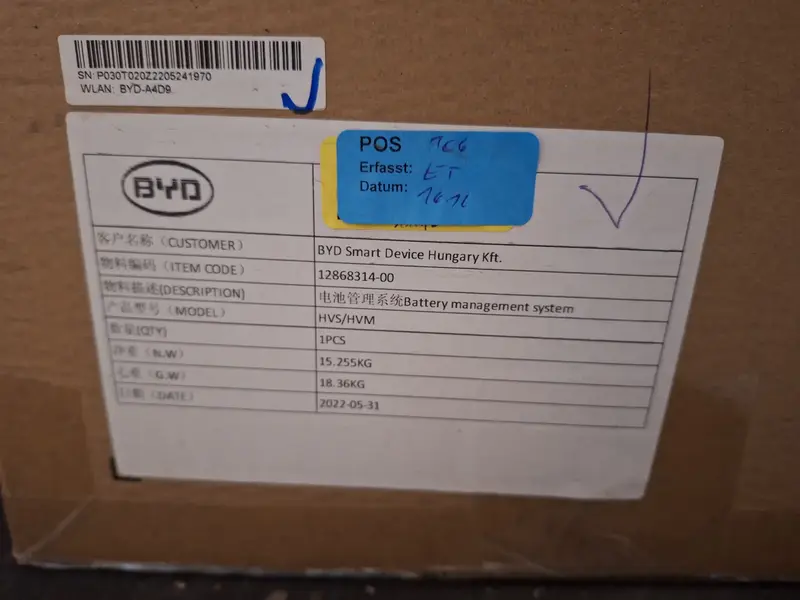 SN: P030T020Z2205241970
WLAN: BYD-A4D9
POS
Erfasst: ET
Datum:
BYD
客户名称（CUSTOMER） BYD Smart Device Hungary Kft.
物料编码（ITEM CODE） 12868314-00
物料描述(DESCRIPTION) 电池管理系统Battery management system
产品型号（MODEL） HVS/HVM
数量(QTY) 1PCS
净重（N.W） 15.255KG
（G.W） 18.36KG
日期（DATE） 2022-05-31